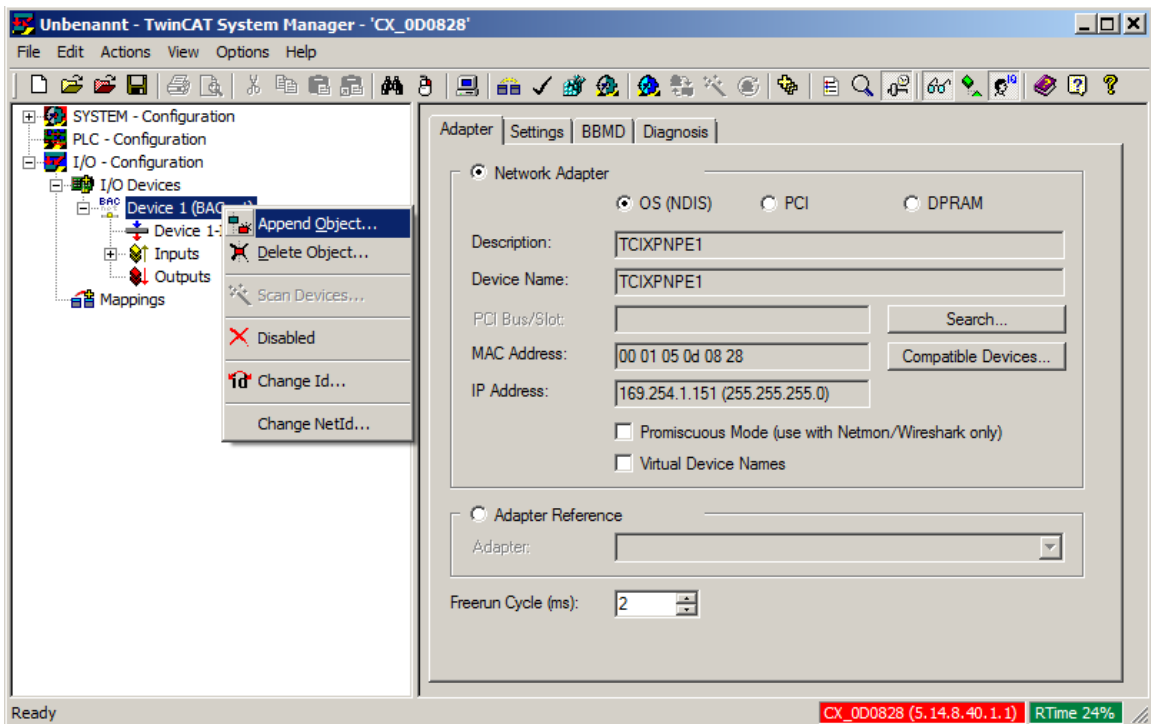 Unbenannt - TwinCAT System Manager - 'CX_0D0828'
File Edit Actions View Options Help
SYSTEM - Configuration
PLC - Configuration
I/O - Configuration
I/O Devices
BAC
Device 1 (BAC
Device 1-
Inputs
Outputs
Mappings
Append Object...
Delete Object...
Scan Devices...
Disabled
id Change Id...
Change NetId...
Adapter Settings BBMD Diagnosis
Network Adapter
OS (NDIS) PCI DPRAM
Description: TCIXPNPE1
Device Name: TCIXPNPE1
PCI Bus/Slot: Search...
MAC Address: 00 01 05 0d 08 28 Compatible Devices...
IP Address: 169.254.1.151 (255.255.255.0)
Promiscuous Mode (use with Netmon/Wireshark only)
Virtual Device Names
Adapter Reference
Adapter:
Freerun Cycle (ms): 2
Ready CX_0D0828 (5.14.8.40.1.1) RTime 24%